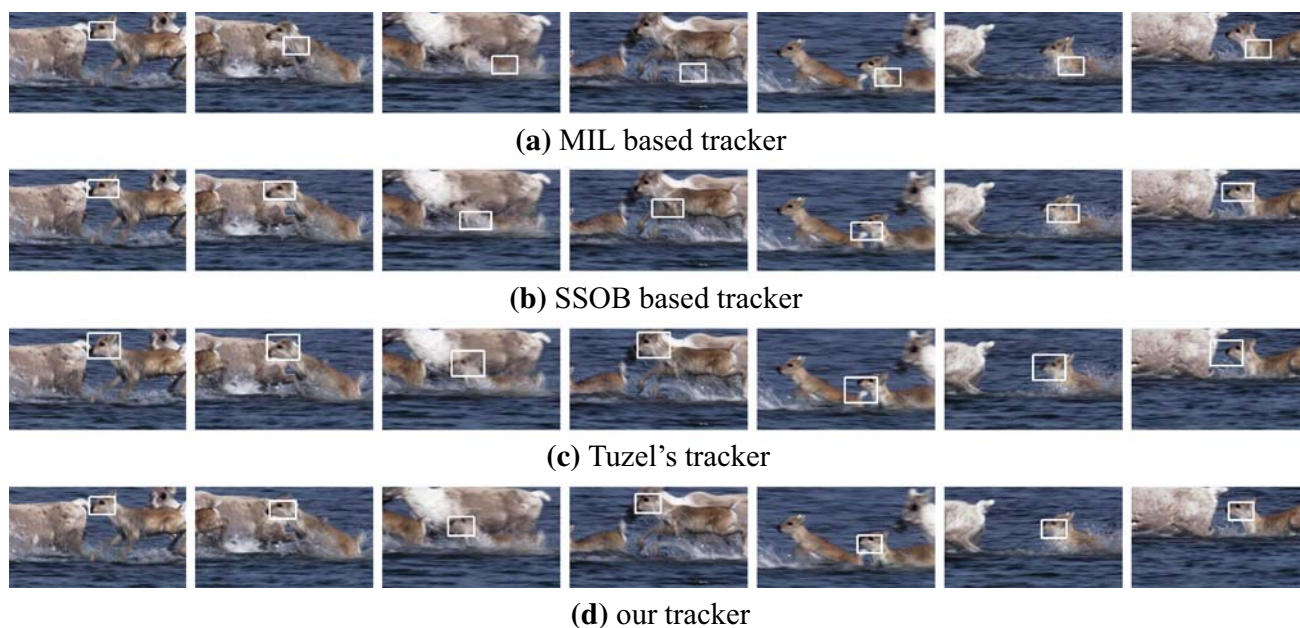 (a) MIL based tracker
(b) SSOB based tracker
(c) Tuzel's tracker
(d) our tracker